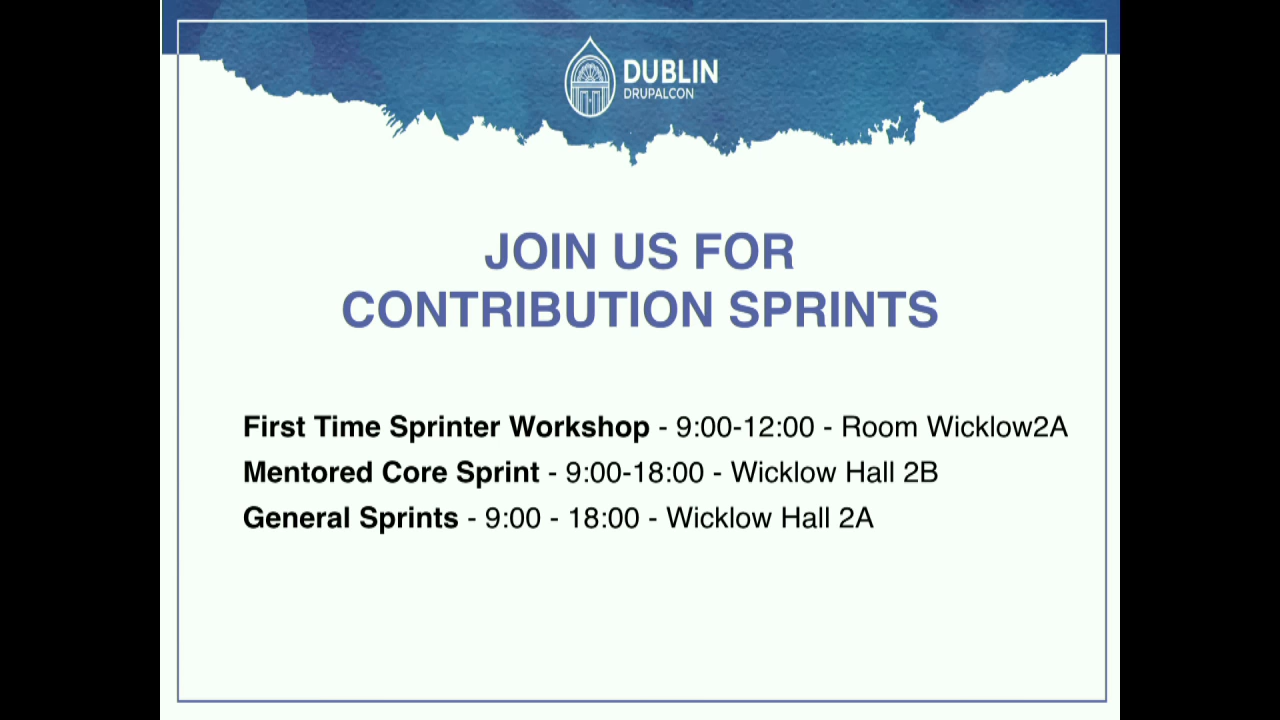 DUBLIN
DRUPALCON
JOIN US FOR
CONTRIBUTION SPRINTS
First Time Sprinter Workshop - 9:00-12:00 - Room Wicklow2A
Mentored Core Sprint - 9:00-18:00 - Wicklow Hall 2B
General Sprints - 9:00 - 18:00 - Wicklow Hall 2A